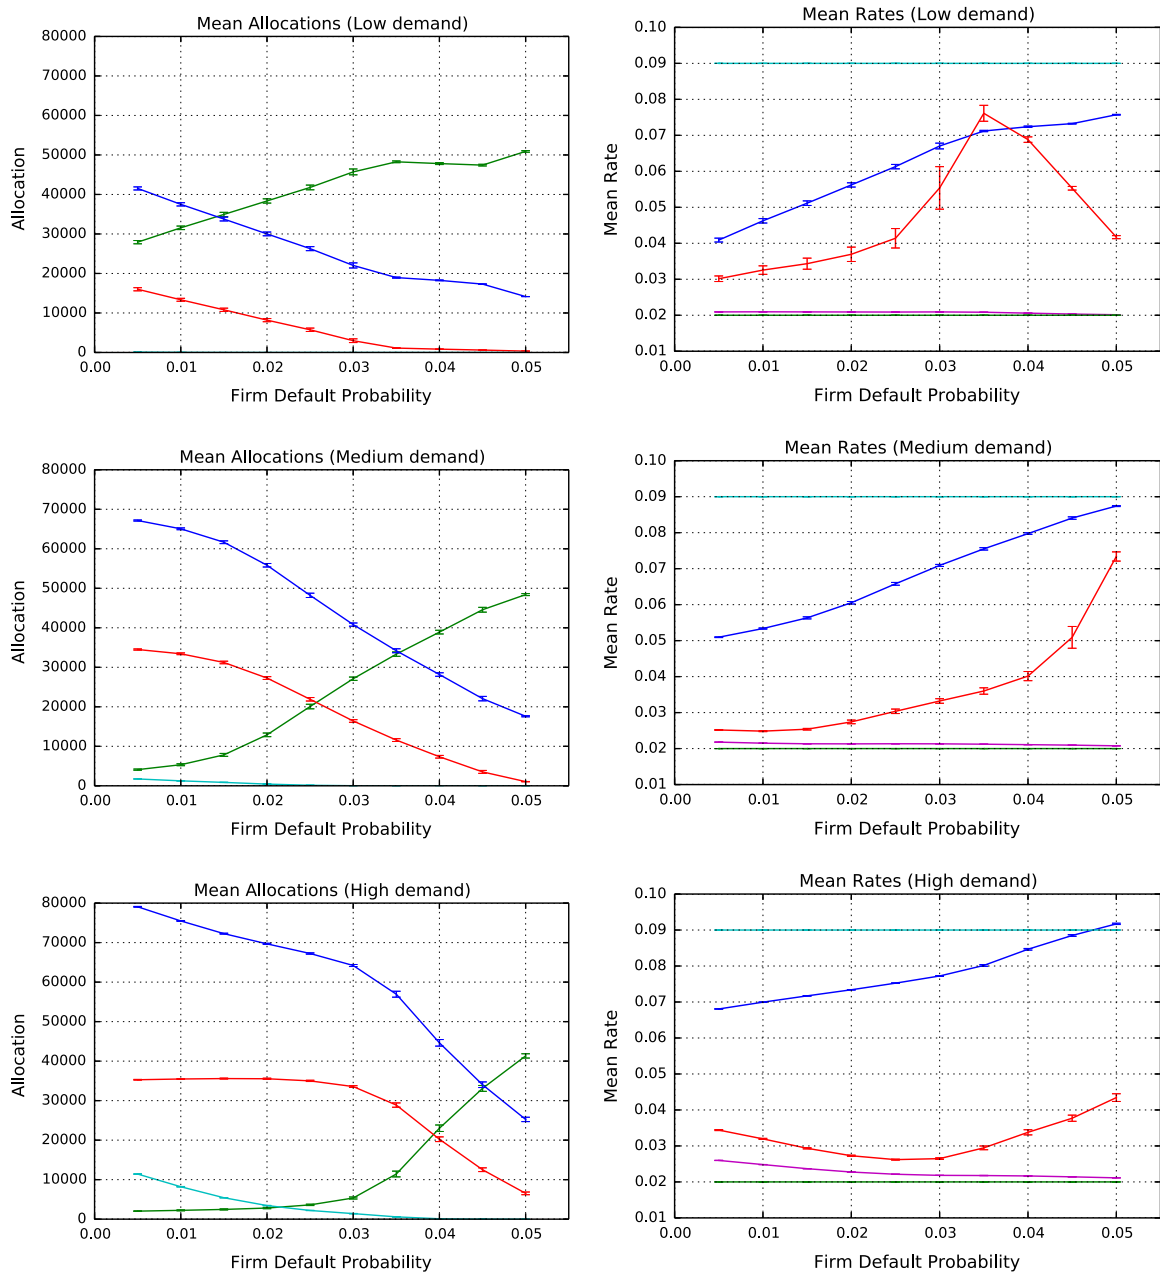 Mean Allocations (Low demand)
80000
70000
60000
50000
40000
30000
20000
10000
0
Allocation
0.00 0.01 0.02 0.03 0.04 0.05
Firm Default Probability
Mean Rates (Low demand)
0.10
0.09
0.08
0.07
0.06
0.05
0.04
0.03
0.02
0.01
Mean Rate
0.00 0.01 0.02 0.03 0.04 0.05
Firm Default Probability
Mean Allocations (Medium demand)
80000
70000
60000
50000
40000
30000
20000
10000
0
Allocation
0.00 0.01 0.02 0.03 0.04 0.05
Firm Default Probability
Mean Rates (Medium demand)
0.10
0.09
0.08
0.07
0.06
0.05
0.04
0.03
0.02
0.01
Mean Rate
0.00 0.01 0.02 0.03 0.04 0.05
Firm Default Probability
Mean Allocations (High demand)
80000
70000
60000
50000
40000
30000
20000
10000
0
Allocation
0.00 0.01 0.02 0.03 0.04 0.05
Firm Default Probability
Mean Rates (High demand)
0.10
0.09
0.08
0.07
0.06
0.05
0.04
0.03
0.02
0.01
Mean Rate
0.00 0.01 0.02 0.03 0.04 0.05
Firm Default Probability